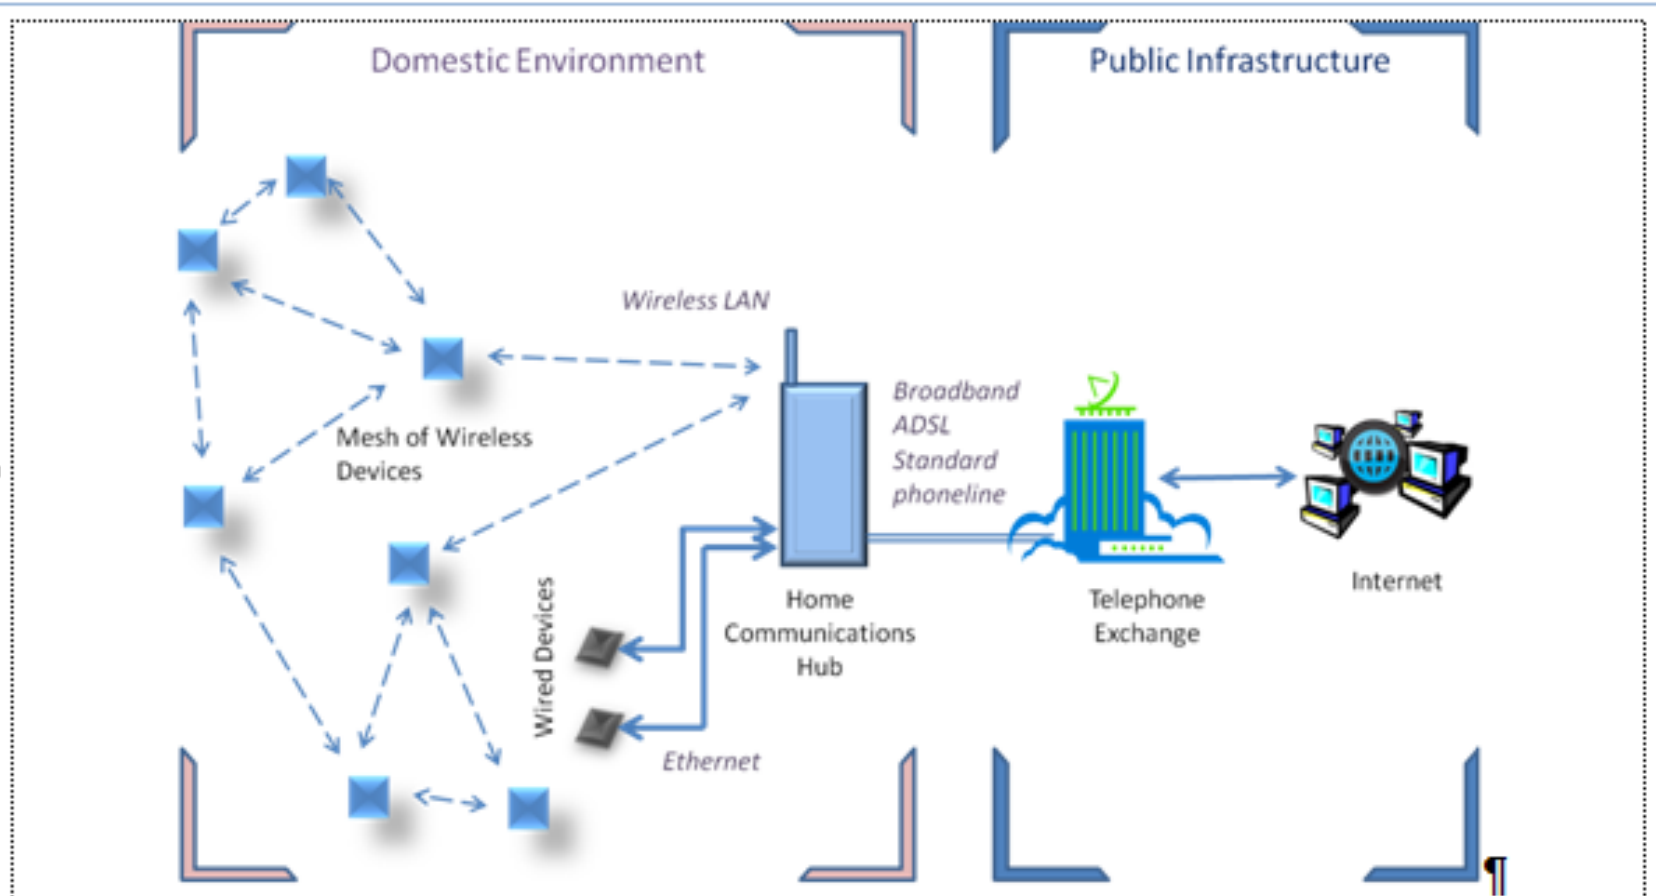 Domestic Environment
Public Infrastructure
Wireless LAN
Broadband
ADSL
Standard
phoneline
Mesh of Wireless
Devices
Wired Devices
Home
Communications
Hub
Telephone
Exchange
Internet
Ethernet
¶